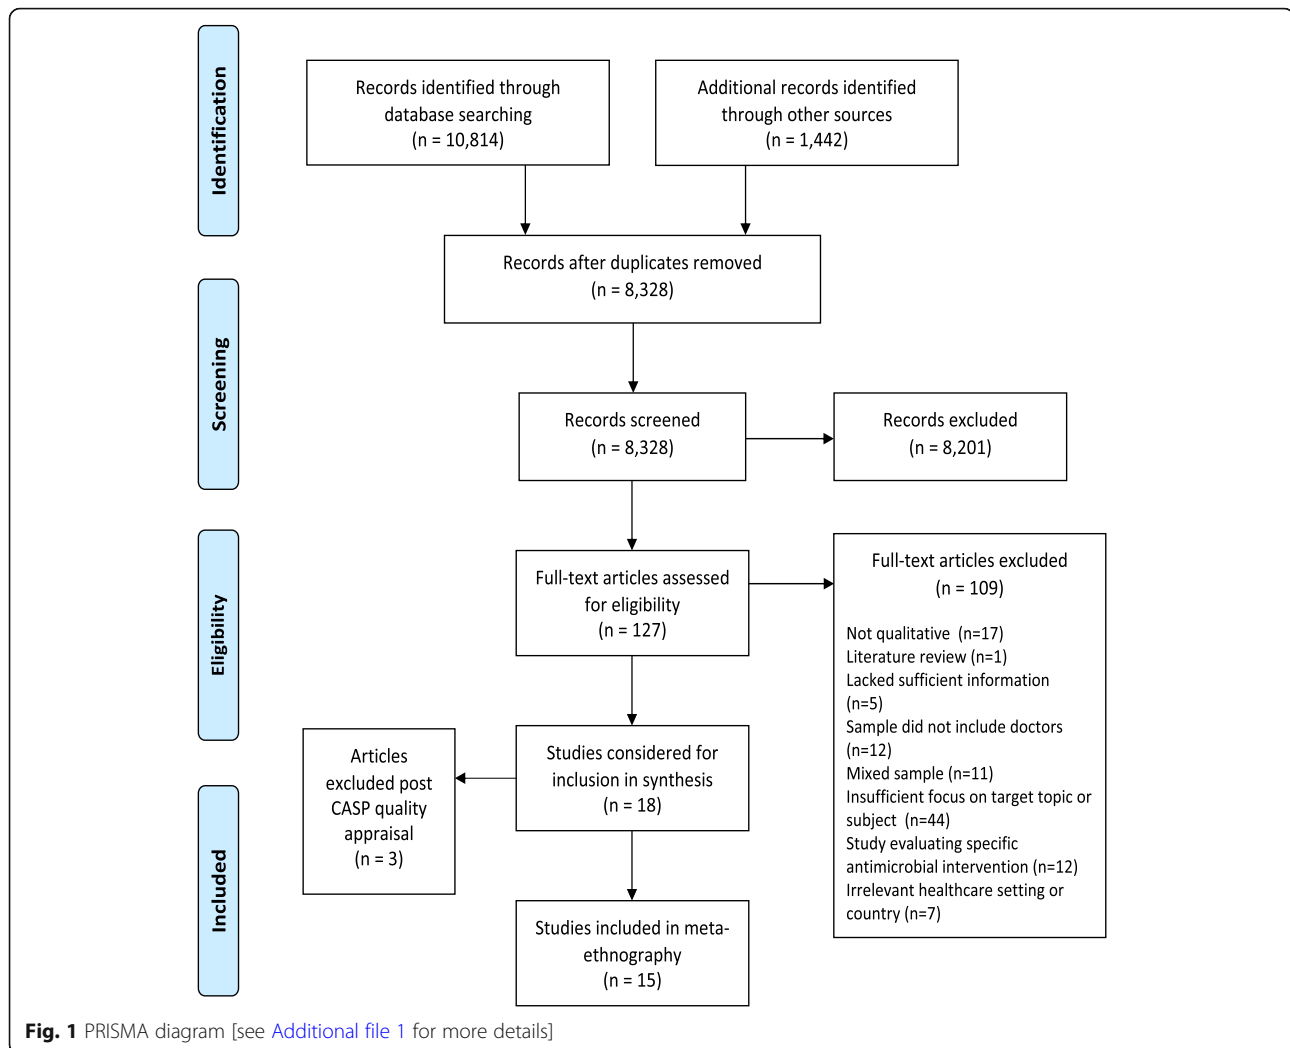 Identification
Records identified through
database searching
(n = 10,814)
Additional records identified
through other sources
(n = 1,442)
Records after duplicates removed
(n = 8,328)
Screening
Records screened
(n = 8,328)
Records excluded
(n = 8,201)
Eligibility
Full-text articles assessed
for eligibility
(n = 127)
Full-text articles excluded
(n = 109)
Not qualitative (n=17)
Literature review (n=1)
Lacked sufficient information
(n=5)
Sample did not include doctors
(n=12)
Mixed sample (n=11)
Insufficient focus on target topic or
subject (n=44)
Study evaluating specific
antimicrobial intervention (n=12)
Irrelevant healthcare setting or
country (n=7)
Studies considered for
inclusion in synthesis
(n = 18)
Articles
excluded post
CASP quality
appraisal
(n = 3)
Included
Studies included in meta-
ethnography
(n = 15)
Fig. 1 PRISMA diagram [see Additional file 1 for more details]